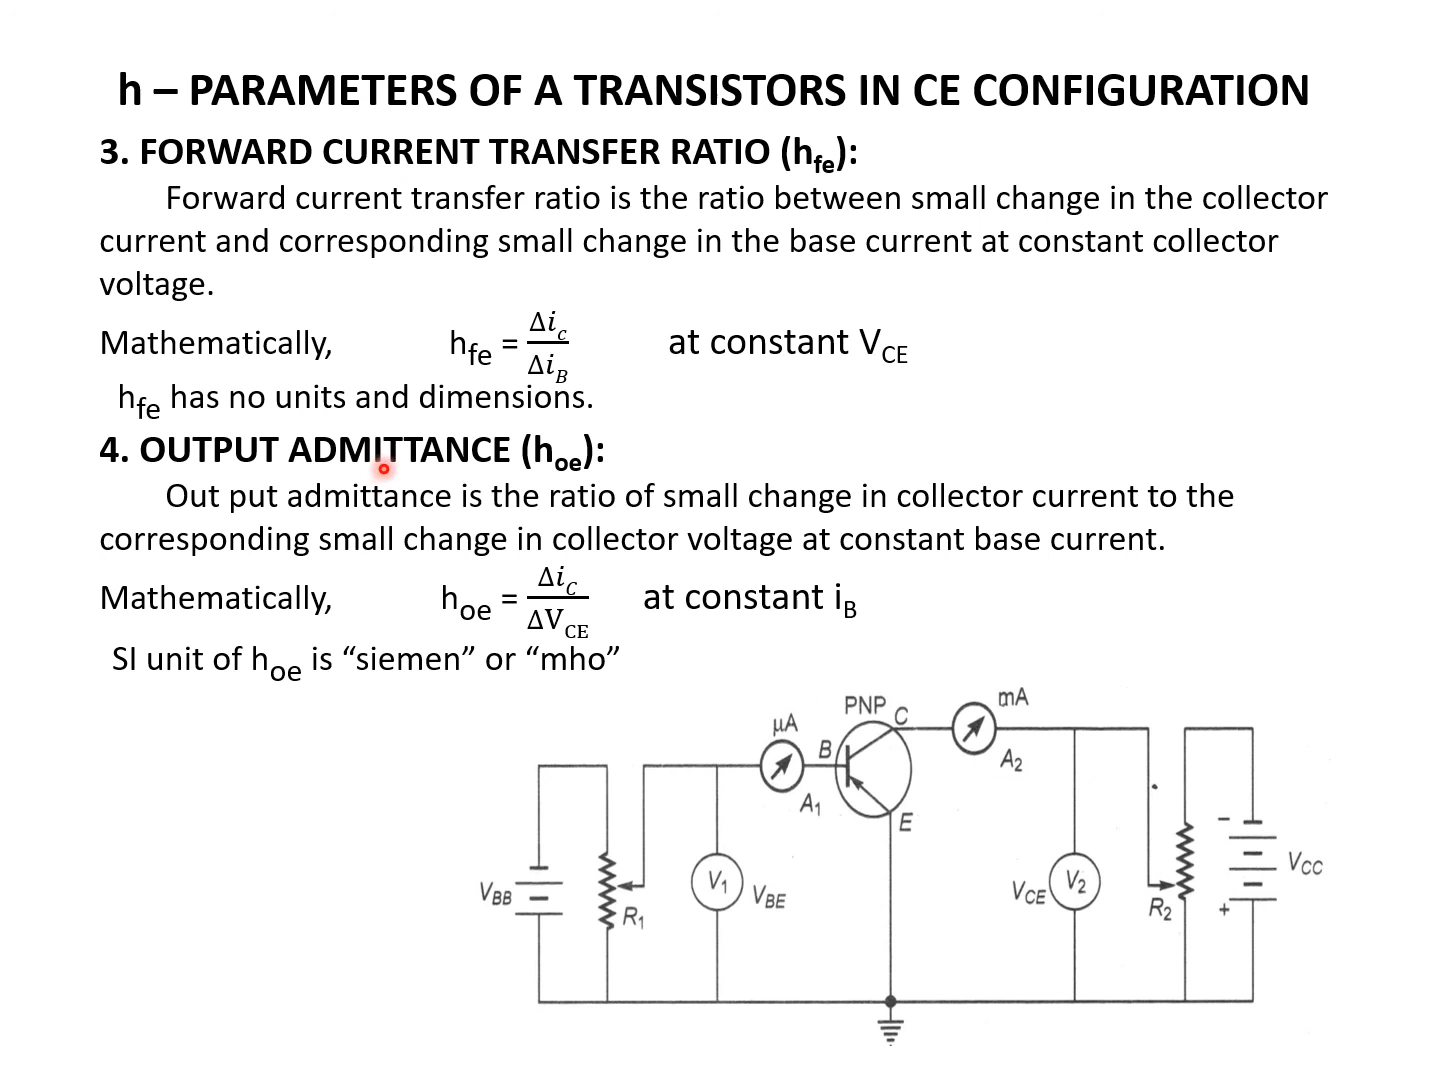 h – PARAMETERS OF A TRANSISTORS IN CE CONFIGURATION
3. FORWARD CURRENT TRANSFER RATIO (hfe):
Forward current transfer ratio is the ratio between small change in the collector
current and corresponding small change in the base current at constant collector
voltage.
Mathematically, hfe = Δic/ΔiB at constant VCE
hfe has no units and dimensions.
4. OUTPUT ADMITTANCE (hoe):
Out put admittance is the ratio of small change in collector current to the
corresponding small change in collector voltage at constant base current.
Mathematically, hoe = ΔiC/ΔVCE at constant iB
SI unit of hoe is “siemen” or “mho”
PNP C mA
μA B A2
A1 E
VBB R1 V1 VBE VCE V2 R2 - + VCC